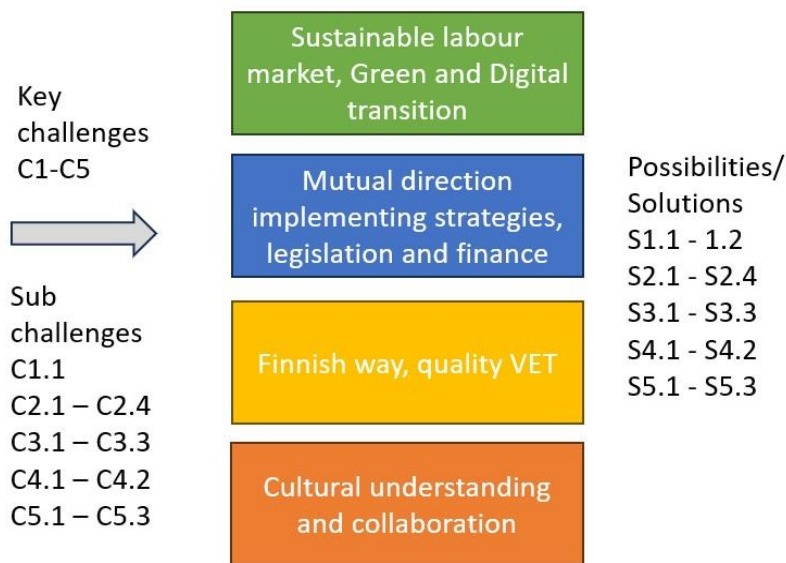 Key
challenges
C1-C5
Sub
challenges
C1.1
C2.1 – C2.4
C3.1 – C3.3
C4.1 – C4.2
C5.1 – C5.3
Sustainable labour
market, Green and Digital
transition
Mutual direction
implementing strategies,
legislation and finance
Finnish way, quality VET
Cultural understanding
and collaboration
Possibilities/
Solutions
S1.1 - 1.2
S2.1 - S2.4
S3.1 - S3.3
S4.1 - S4.2
S5.1 - S5.3